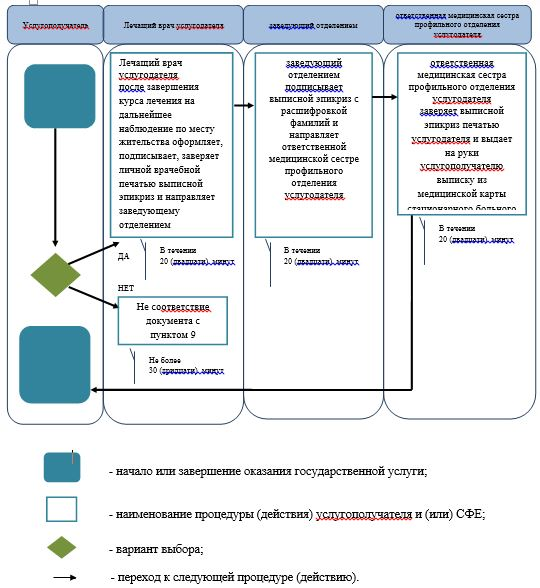 Услугополучатель
Лечащий врач услугодателя
заведующий отделением
ответственная медицинская сестра
профильного отделения
услугодателя
Лечащий врач
услугодателя
после завершения
курса лечения на
дальнейшее
наблюдение по месту
жительства оформляет,
подписывает, заверяет
личной врачебной
печатью выписной
эпикриз и направляет
заведующему
отделением
заведующий
отделением
подписывает
выписной эпикриз с
расшифровкой
фамилий и
направляет
ответственной
медицинской сестре
профильного
отделения
услугодателя
ответственная
медицинская сестра
профильного отделения
услугодателя
заверяет выписной
эпикриз печатью
услугодателя и выдает
на руки
услугополучателю
выписку из
медицинской карты
стационарного больного
ДА
В течении
20 (двадцати) минут
В течении
20 (двадцати) минут
В течении
20 (двадцати) минут
НЕТ
Не соответствие
документа с
пунктом 9
Не более
30 (тридцати) минут
- начало или завершение оказания государственной услуги;
- наименование процедуры (действия) услугополучателя и (или) СФЕ;
- вариант выбора;
- переход к следующей процедуре (действию).